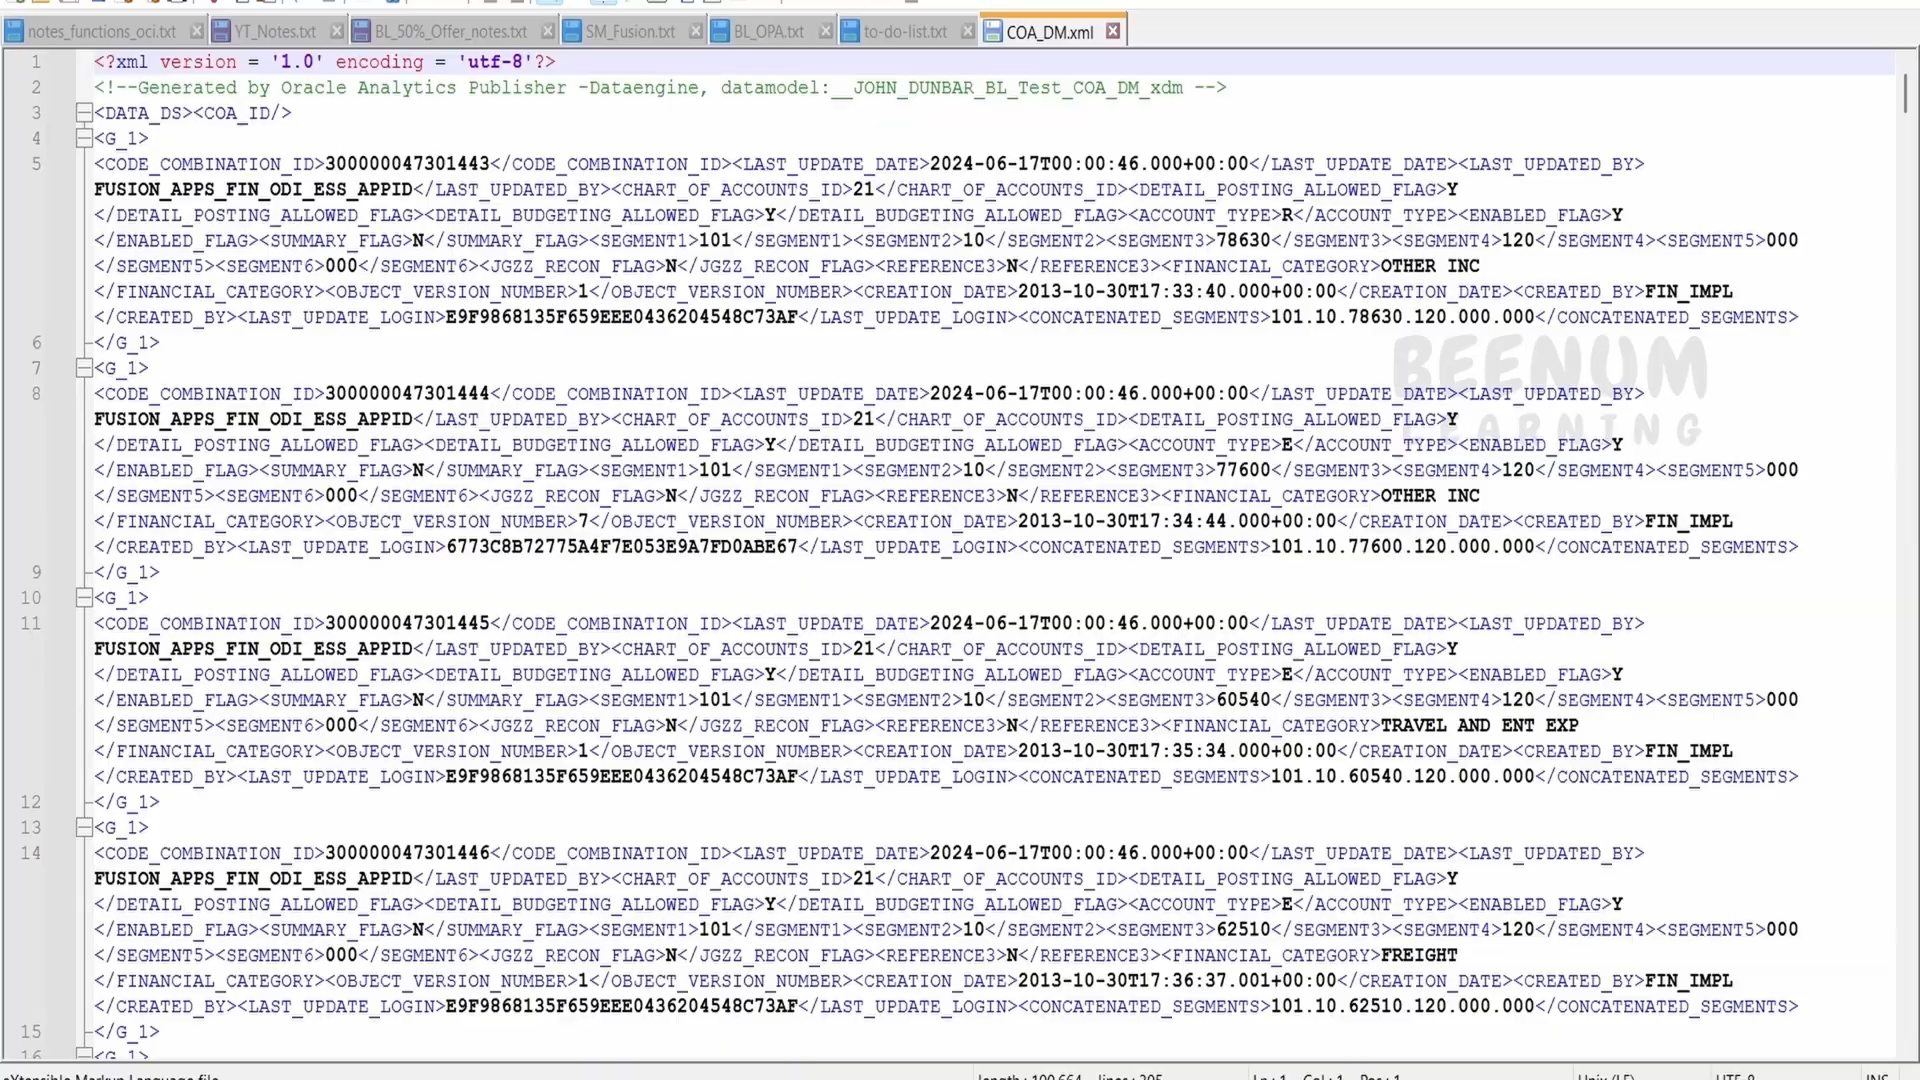 notes_functions_oci.txt YT_Notes.txt BL_50%_Offer_notes.txt SM_Fusion.txt BL_OPA.txt to-do-list.txt COA_DM.xml
1 <?xml version = '1.0' encoding = 'utf-8'?>
2 <!--Generated by Oracle Analytics Publisher -Dataengine, datamodel:__JOHN_DUNBAR_BL_Test_COA_DM_xdm -->
3 <DATA_DS><COA_ID/>
4 <G_1>
5 <CODE_COMBINATION_ID>300000047301443</CODE_COMBINATION_ID><LAST_UPDATE_DATE>2024-06-17T00:00:46.000+00:00</LAST_UPDATE_DATE><LAST_UPDATED_BY>
FUSION_APPS_FIN_ODI_ESS_APPID</LAST_UPDATED_BY><CHART_OF_ACCOUNTS_ID>21</CHART_OF_ACCOUNTS_ID><DETAIL_POSTING_ALLOWED_FLAG>Y
</DETAIL_POSTING_ALLOWED_FLAG><DETAIL_BUDGETING_ALLOWED_FLAG>Y</DETAIL_BUDGETING_ALLOWED_FLAG><ACCOUNT_TYPE>R</ACCOUNT_TYPE><ENABLED_FLAG>Y
</ENABLED_FLAG><SUMMARY_FLAG>N</SUMMARY_FLAG><SEGMENT1>101</SEGMENT1><SEGMENT2>10</SEGMENT2><SEGMENT3>78630</SEGMENT3><SEGMENT4>120</SEGMENT4><SEGMENT5>000
</SEGMENT5><SEGMENT6>000</SEGMENT6><JGZZ_RECON_FLAG>N</JGZZ_RECON_FLAG><REFERENCE3>N</REFERENCE3><FINANCIAL_CATEGORY>OTHER INC
</FINANCIAL_CATEGORY><OBJECT_VERSION_NUMBER>1</OBJECT_VERSION_NUMBER><CREATION_DATE>2013-10-30T17:33:40.000+00:00</CREATION_DATE><CREATED_BY>FIN_IMPL
</CREATED_BY><LAST_UPDATE_LOGIN>E9F9868135F659EEE0436204548C73AF</LAST_UPDATE_LOGIN><CONCATENATED_SEGMENTS>101.10.78630.120.000.000</CONCATENATED_SEGMENTS>
6 </G_1>
7 <G_1>
8 <CODE_COMBINATION_ID>300000047301444</CODE_COMBINATION_ID><LAST_UPDATE_DATE>2024-06-17T00:00:46.000+00:00</LAST_UPDATE_DATE><LAST_UPDATED_BY>
FUSION_APPS_FIN_ODI_ESS_APPID</LAST_UPDATED_BY><CHART_OF_ACCOUNTS_ID>21</CHART_OF_ACCOUNTS_ID><DETAIL_POSTING_ALLOWED_FLAG>Y
</DETAIL_POSTING_ALLOWED_FLAG><DETAIL_BUDGETING_ALLOWED_FLAG>Y</DETAIL_BUDGETING_ALLOWED_FLAG><ACCOUNT_TYPE>E</ACCOUNT_TYPE><ENABLED_FLAG>Y
</ENABLED_FLAG><SUMMARY_FLAG>N</SUMMARY_FLAG><SEGMENT1>101</SEGMENT1><SEGMENT2>10</SEGMENT2><SEGMENT3>77600</SEGMENT3><SEGMENT4>120</SEGMENT4><SEGMENT5>000
</SEGMENT5><SEGMENT6>000</SEGMENT6><JGZZ_RECON_FLAG>N</JGZZ_RECON_FLAG><REFERENCE3>N</REFERENCE3><FINANCIAL_CATEGORY>OTHER INC
</FINANCIAL_CATEGORY><OBJECT_VERSION_NUMBER>7</OBJECT_VERSION_NUMBER><CREATION_DATE>2013-10-30T17:34:44.000+00:00</CREATION_DATE><CREATED_BY>FIN_IMPL
</CREATED_BY><LAST_UPDATE_LOGIN>6773C8B72775A4F7E053E9A7FD0ABE67</LAST_UPDATE_LOGIN><CONCATENATED_SEGMENTS>101.10.77600.120.000.000</CONCATENATED_SEGMENTS>
9 </G_1>
10 <G_1>
11 <CODE_COMBINATION_ID>300000047301445</CODE_COMBINATION_ID><LAST_UPDATE_DATE>2024-06-17T00:00:46.000+00:00</LAST_UPDATE_DATE><LAST_UPDATED_BY>
FUSION_APPS_FIN_ODI_ESS_APPID</LAST_UPDATED_BY><CHART_OF_ACCOUNTS_ID>21</CHART_OF_ACCOUNTS_ID><DETAIL_POSTING_ALLOWED_FLAG>Y
</DETAIL_POSTING_ALLOWED_FLAG><DETAIL_BUDGETING_ALLOWED_FLAG>Y</DETAIL_BUDGETING_ALLOWED_FLAG><ACCOUNT_TYPE>E</ACCOUNT_TYPE><ENABLED_FLAG>Y
</ENABLED_FLAG><SUMMARY_FLAG>N</SUMMARY_FLAG><SEGMENT1>101</SEGMENT1><SEGMENT2>10</SEGMENT2><SEGMENT3>60540</SEGMENT3><SEGMENT4>120</SEGMENT4><SEGMENT5>000
</SEGMENT5><SEGMENT6>000</SEGMENT6><JGZZ_RECON_FLAG>N</JGZZ_RECON_FLAG><REFERENCE3>N</REFERENCE3><FINANCIAL_CATEGORY>TRAVEL AND ENT EXP
</FINANCIAL_CATEGORY><OBJECT_VERSION_NUMBER>1</OBJECT_VERSION_NUMBER><CREATION_DATE>2013-10-30T17:35:34.000+00:00</CREATION_DATE><CREATED_BY>FIN_IMPL
</CREATED_BY><LAST_UPDATE_LOGIN>E9F9868135F659EEE0436204548C73AF</LAST_UPDATE_LOGIN><CONCATENATED_SEGMENTS>101.10.60540.120.000.000</CONCATENATED_SEGMENTS>
12 </G_1>
13 <G_1>
14 <CODE_COMBINATION_ID>300000047301446</CODE_COMBINATION_ID><LAST_UPDATE_DATE>2024-06-17T00:00:46.000+00:00</LAST_UPDATE_DATE><LAST_UPDATED_BY>
FUSION_APPS_FIN_ODI_ESS_APPID</LAST_UPDATED_BY><CHART_OF_ACCOUNTS_ID>21</CHART_OF_ACCOUNTS_ID><DETAIL_POSTING_ALLOWED_FLAG>Y
</DETAIL_POSTING_ALLOWED_FLAG><DETAIL_BUDGETING_ALLOWED_FLAG>Y</DETAIL_BUDGETING_ALLOWED_FLAG><ACCOUNT_TYPE>E</ACCOUNT_TYPE><ENABLED_FLAG>Y
</ENABLED_FLAG><SUMMARY_FLAG>N</SUMMARY_FLAG><SEGMENT1>101</SEGMENT1><SEGMENT2>10</SEGMENT2><SEGMENT3>62510</SEGMENT3><SEGMENT4>120</SEGMENT4><SEGMENT5>000
</SEGMENT5><SEGMENT6>000</SEGMENT6><JGZZ_RECON_FLAG>N</JGZZ_RECON_FLAG><REFERENCE3>N</REFERENCE3><FINANCIAL_CATEGORY>FREIGHT
</FINANCIAL_CATEGORY><OBJECT_VERSION_NUMBER>1</OBJECT_VERSION_NUMBER><CREATION_DATE>2013-10-30T17:36:37.001+00:00</CREATION_DATE><CREATED_BY>FIN_IMPL
</CREATED_BY><LAST_UPDATE_LOGIN>E9F9868135F659EEE0436204548C73AF</LAST_UPDATE_LOGIN><CONCATENATED_SEGMENTS>101.10.62510.120.000.000</CONCATENATED_SEGMENTS>
15 </G_1>
16 <G_1>
BEENUM
LEARNING